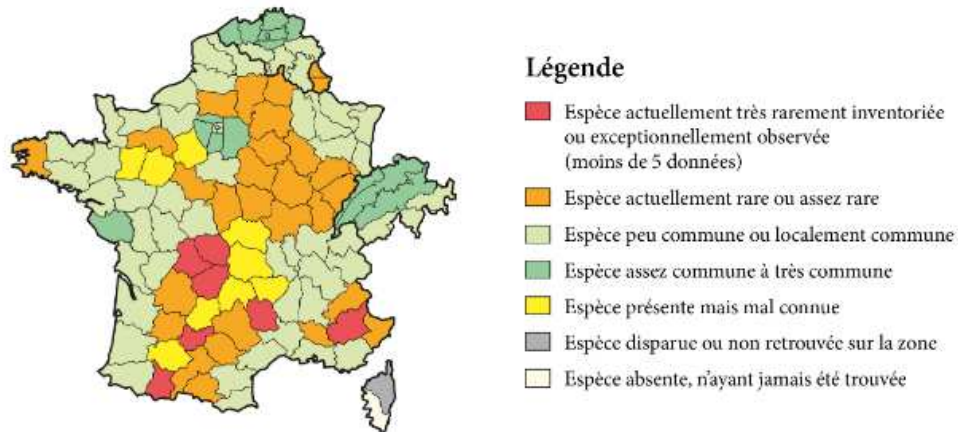 Légende
Espèce actuellement très rarement inventoriée
ou exceptionnellement observée
(moins de 5 données)
Espèce actuellement rare ou assez rare
Espèce peu commune ou localement commune
Espèce assez commune à très commune
Espèce présente mais mal connue
Espèce disparue ou non retrouvée sur la zone
Espèce absente, n'ayant jamais été trouvée